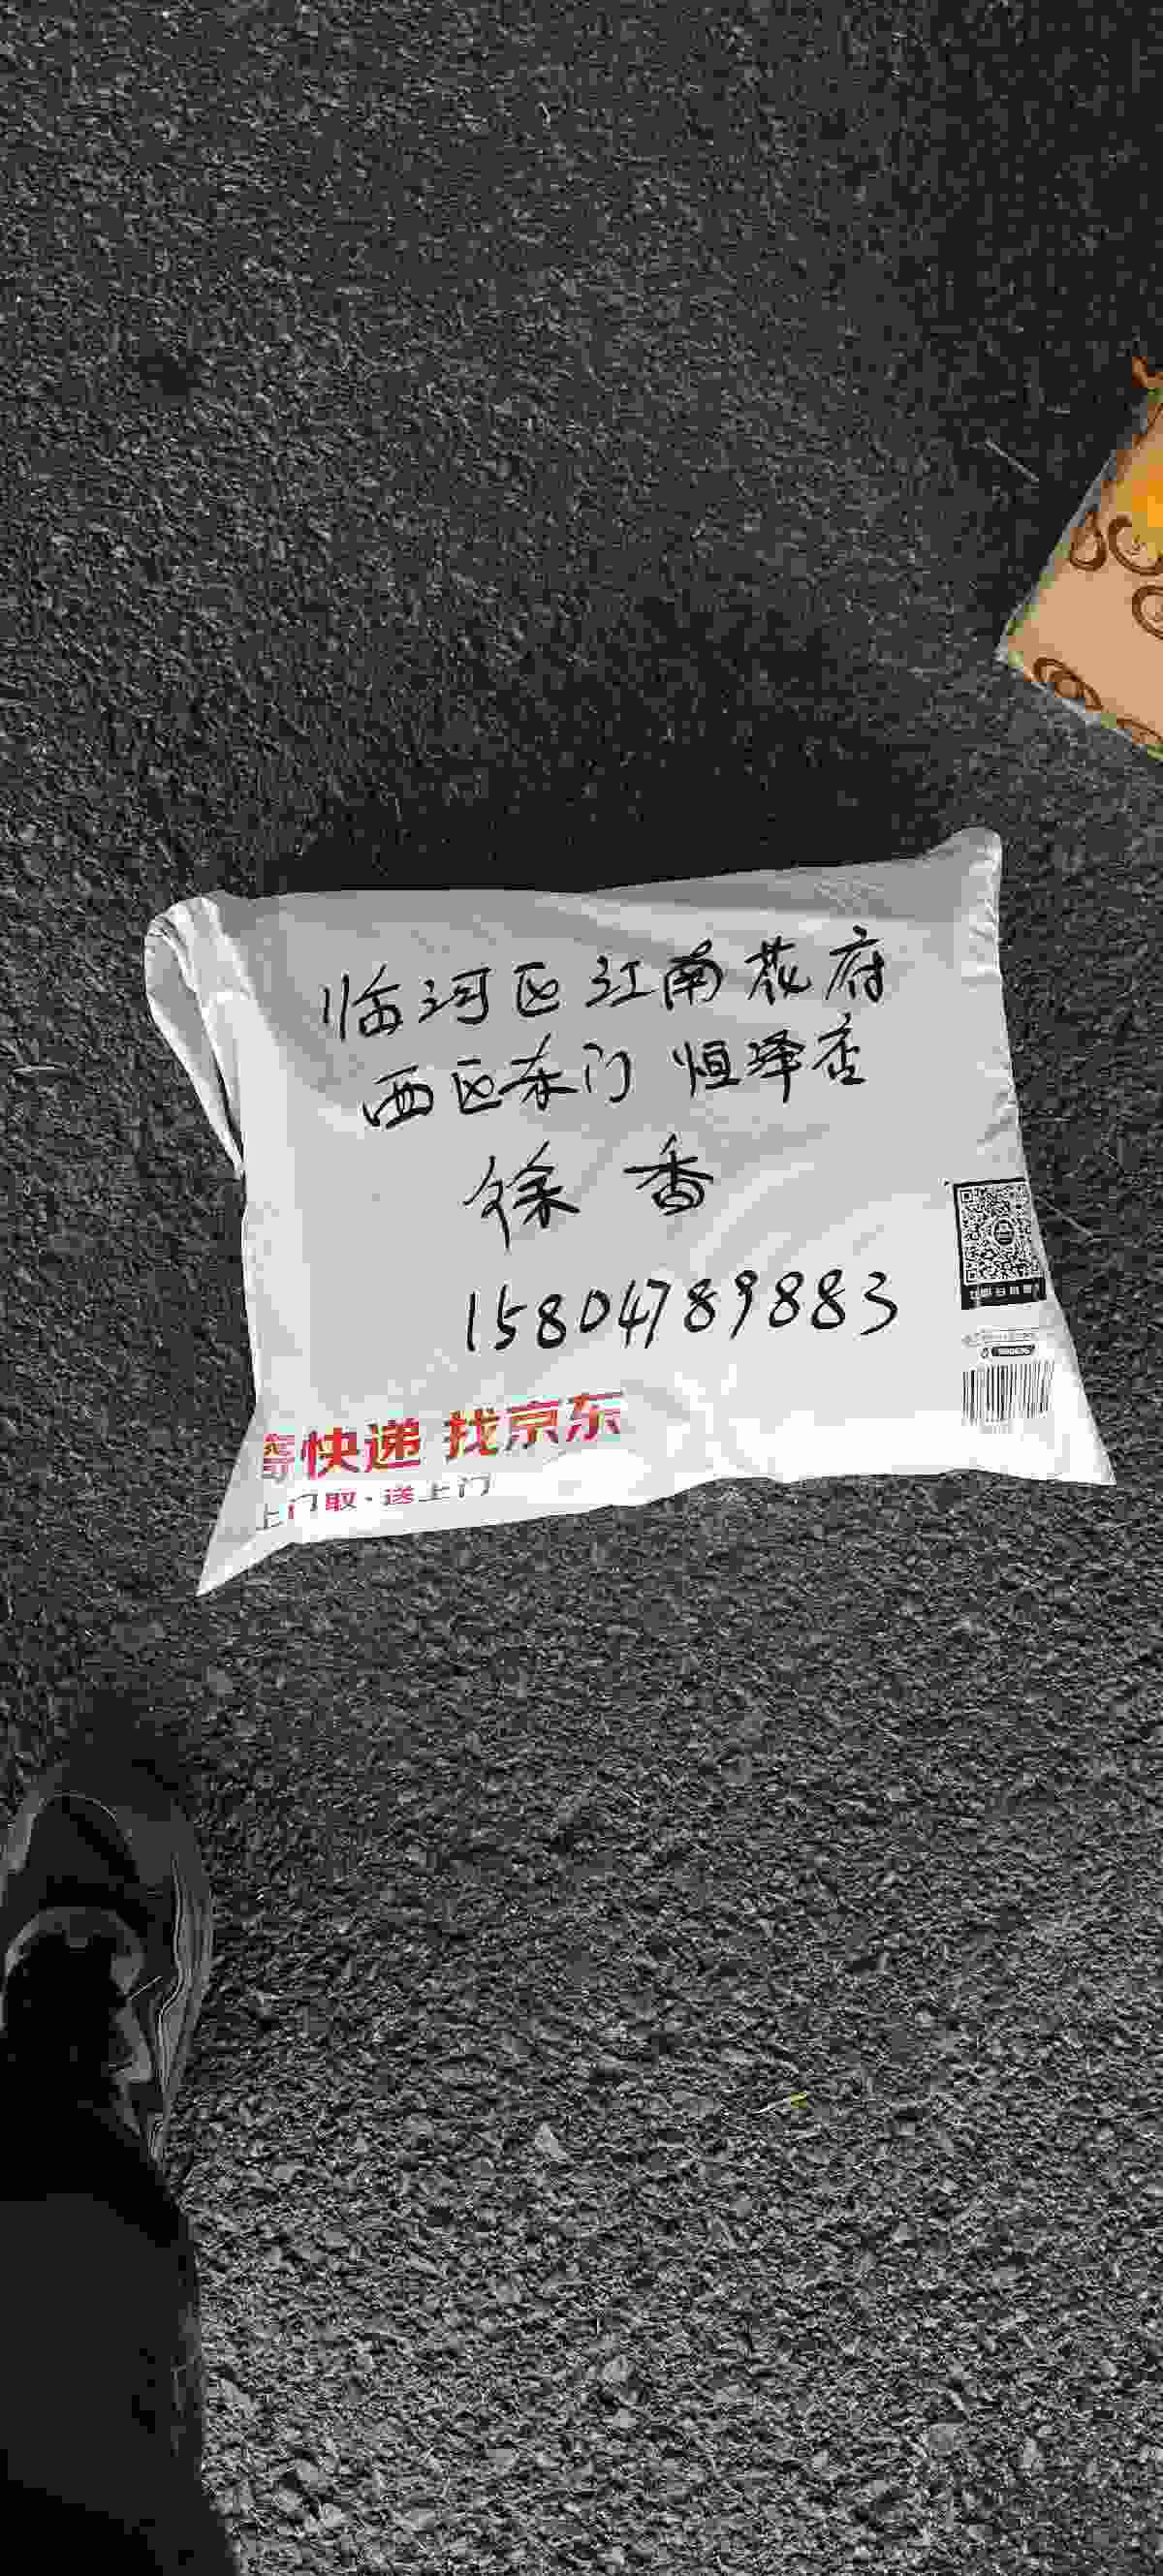 临河区江南花府
西区东门 恒泽店
徐香
15804789883
寄快递 找京东
上门取·送上门